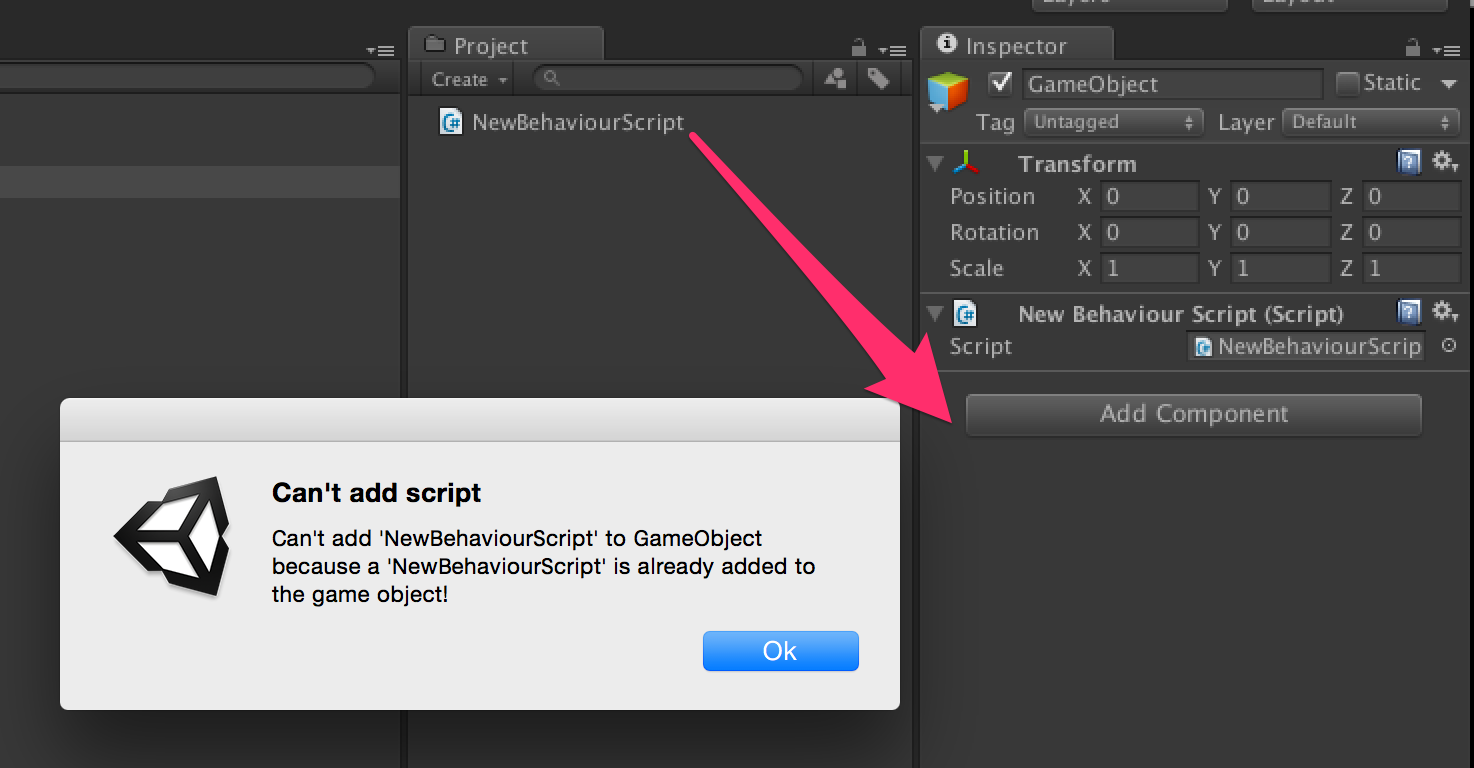 Layers Layout
Project
Inspector
Create
GameObject
Static
NewBehaviourScript
Tag Untagged Layer Default
Transform
Position X 0 Y 0 Z 0
Rotation X 0 Y 0 Z 0
Scale X 1 Y 1 Z 1
C# New Behaviour Script (Script)
Script NewBehaviourScrip
Add Component
Can't add script
Can't add 'NewBehaviourScript' to GameObject
because a 'NewBehaviourScript' is already added to
the game object!
Ok